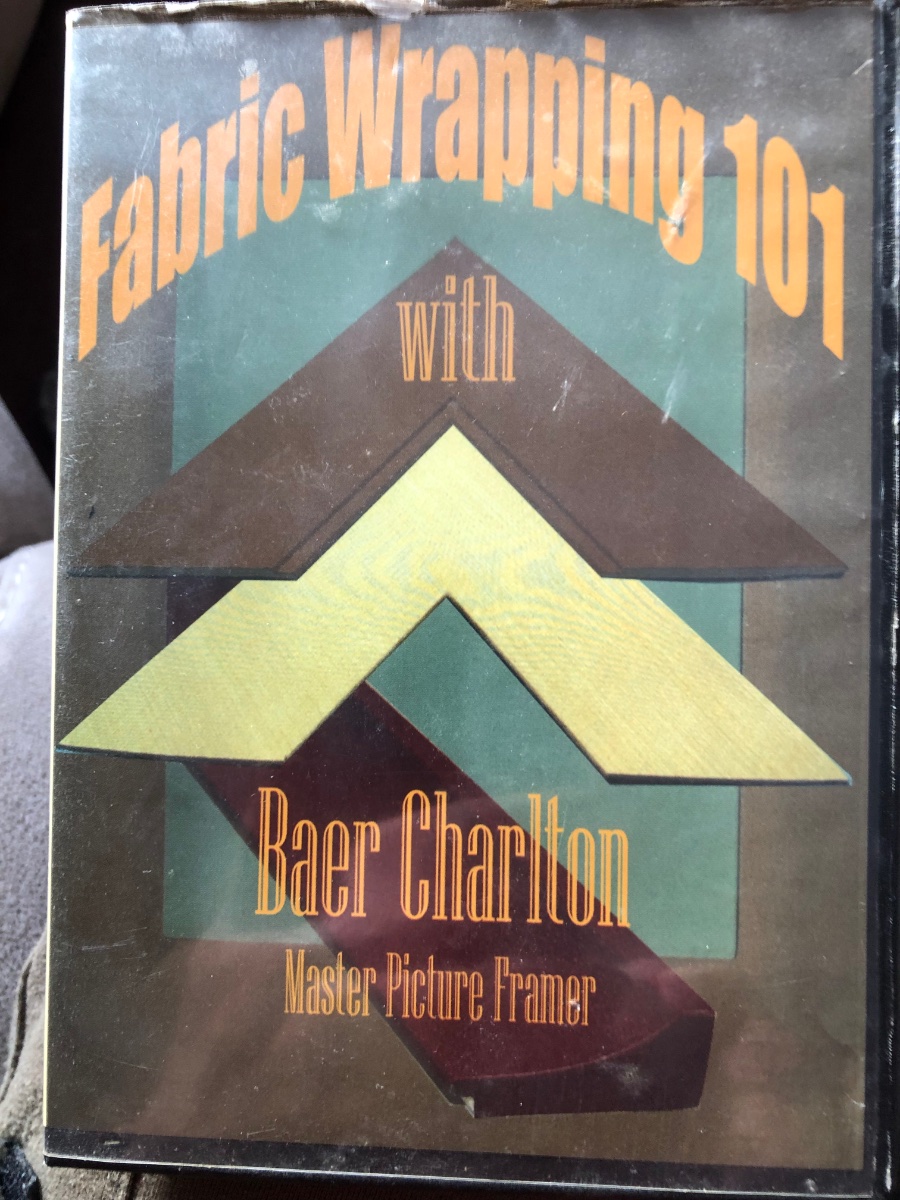 Fabric Wrapping 101
with
Baer Charlton
Master Picture Framer